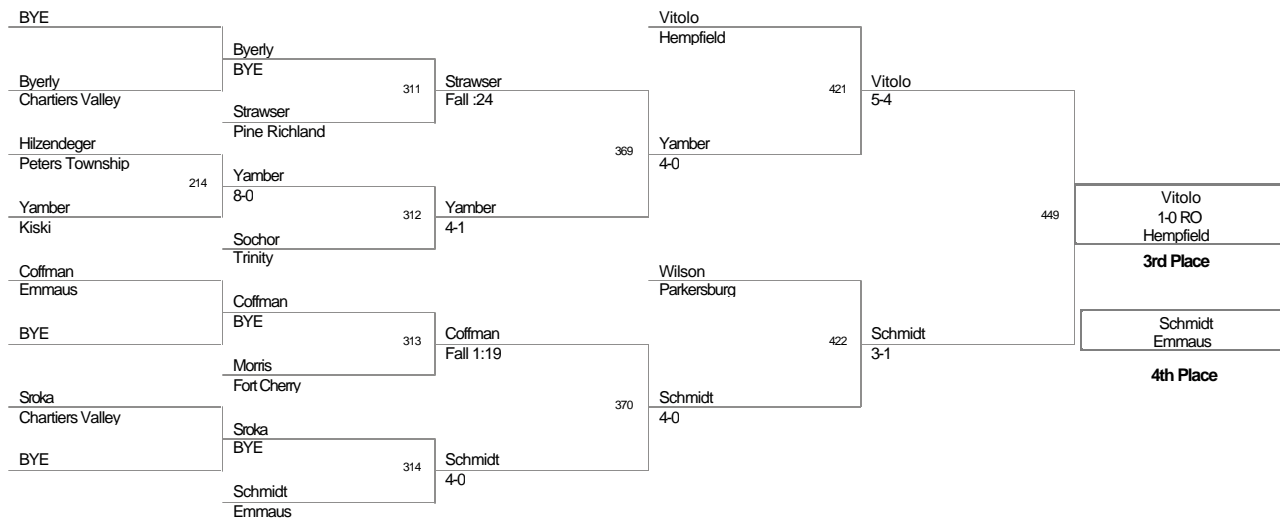 BYE
Byerly
Chartiers Valley
Hilzendeger
Peters Township
214
Yamber
Kiski
Coffman
Emmaus
BYE
Sroka
Chartiers Valley
BYE
Byerly
BYE
311
Strawser
Pine Richland
Yamber
8-0
312
Sochor
Trinity
Coffman
BYE
313
Morris
Fort Cherry
Sroka
BYE
314
Schmidt
Emmaus
Strawser
Fall :24
369
Yamber
4-1
Coffman
Fall 1:19
370
Schmidt
4-0
Vitolo
Hempfield
421
Yamber
4-0
Wilson
Parkersburg
422
Schmidt
4-0
Vitolo
5-4
449
Schmidt
3-1
Vitolo
1-0 RO
Hempfield
3rd Place
Schmidt
Emmaus
4th Place